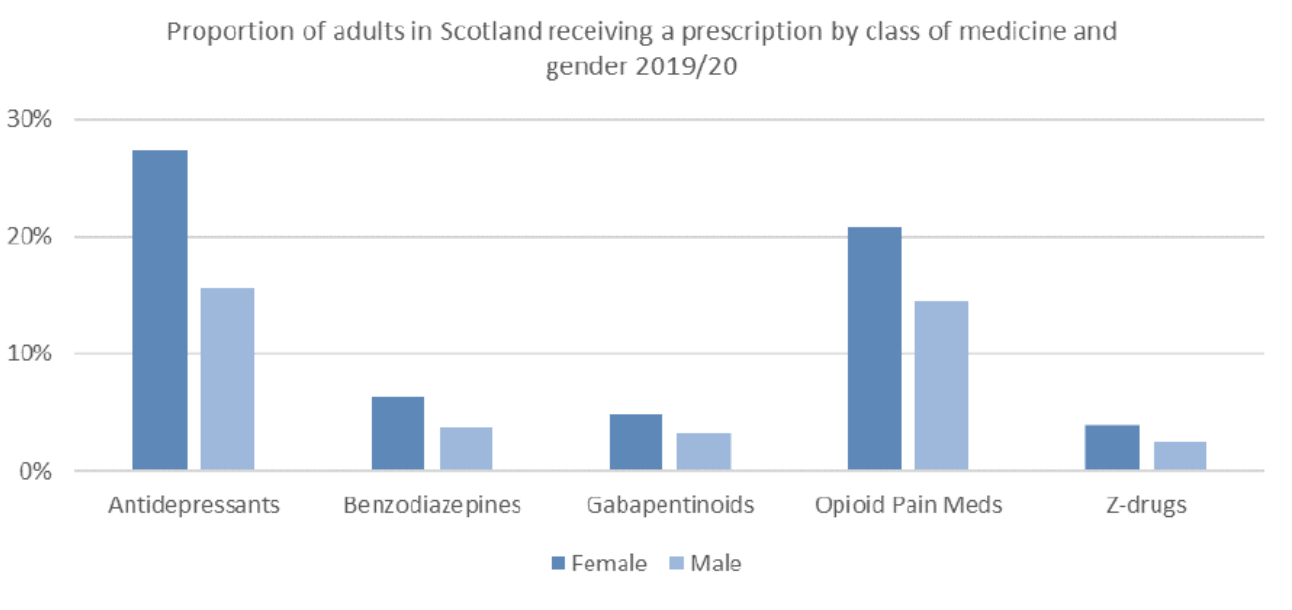 Proportion of adults in Scotland receiving a prescription by class of medicine and
gender 2019/20
30%
20%
10%
0%
Antidepressants Benzodiazepines Gabapentinoids Opioid Pain Meds Z-drugs
Female Male